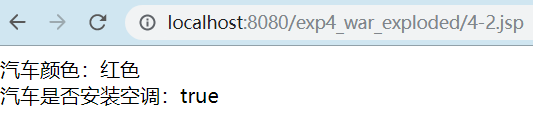 localhost:8080/exp4_war_exploded/4-2.jsp
汽车颜色：红色
汽车是否安装空调：true